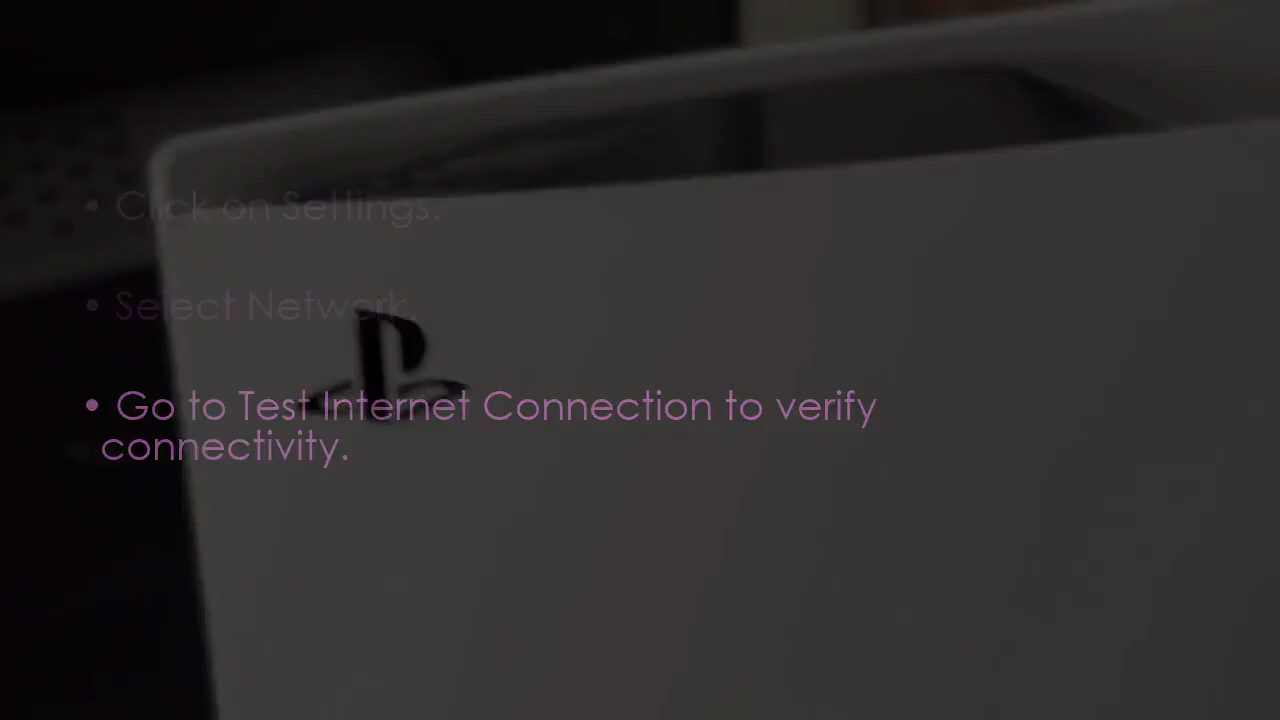 • Click on Settings.
• Select Network.
• Go to Test Internet Connection to verify
connectivity.